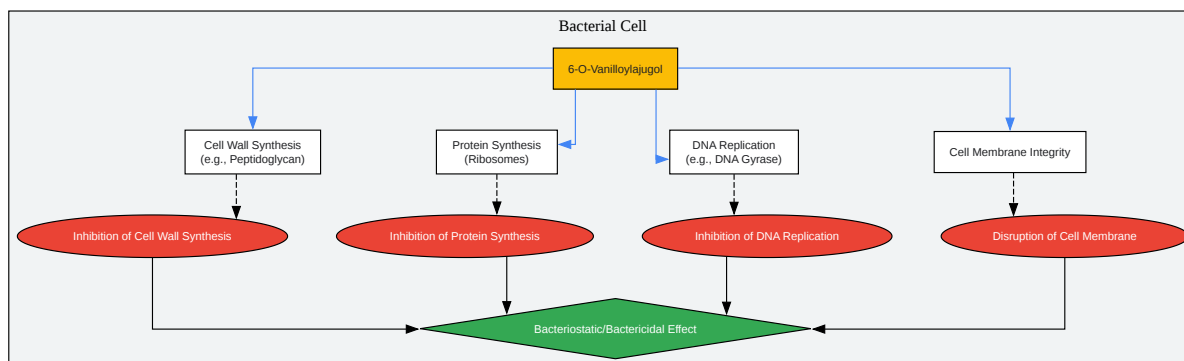 Bacterial Cell
6-O-Vanilloylajugol
Cell Wall Synthesis
(e.g., Peptidoglycan)
Protein Synthesis
(Ribosomes)
DNA Replication
(e.g., DNA Gyrase)
Cell Membrane Integrity
Inhibition of Cell Wall Synthesis
Inhibition of Protein Synthesis
Inhibition of DNA Replication
Disruption of Cell Membrane
Bacteriostatic/Bactericidal Effect